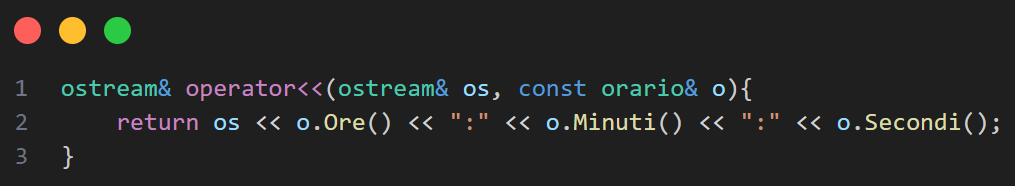 1 ostream& operator<<(ostream& os, const orario& o){
2     return os << o.Ore() << ":" << o.Minuti() << ":" << o.Secondi();
3 }